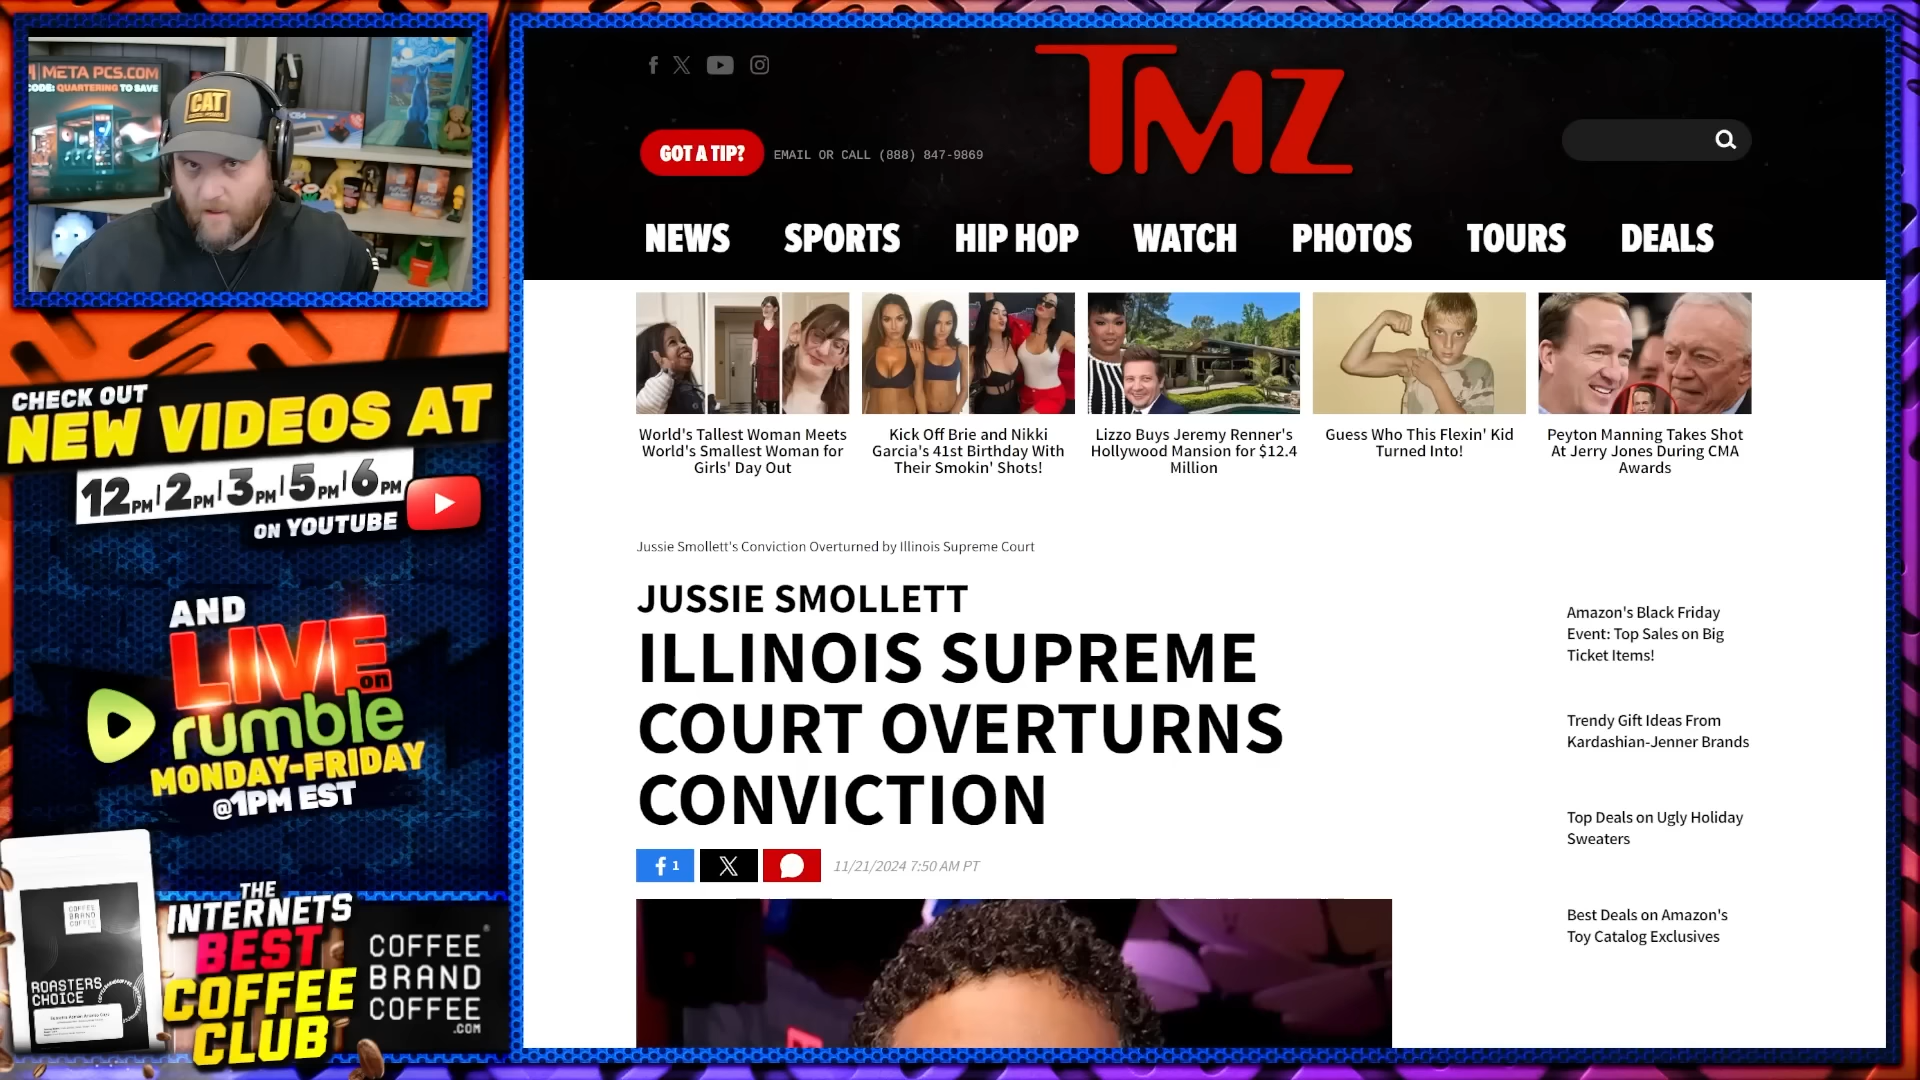 META PCS.COM
CODE: QUARTERING TO SAVE
CAT
CHECK OUT
NEW VIDEOS AT
12PM | 2PM | 3PM | 5PM | 6PM
ON YOUTUBE
AND
LIVE
on
rumble
MONDAY-FRIDAY
@1PM EST
THE
INTERNETS
BEST
COFFEE
CLUB
COFFEE
BRAND
COFFEE
.COM
COFFEE
BRAND
COFFEE
ROASTERS
CHOICE
TMZ
GOT A TIP?
EMAIL OR CALL (888) 847-9869
NEWS SPORTS HIP HOP WATCH PHOTOS TOURS DEALS
World's Tallest Woman Meets
World's Smallest Woman for
Girls' Day Out
Kick Off Brie and Nikki
Garcia's 41st Birthday With
Their Smokin' Shots!
Lizzo Buys Jeremy Renner's
Hollywood Mansion for $12.4
Million
Guess Who This Flexin' Kid
Turned Into!
Peyton Manning Takes Shot
At Jerry Jones During CMA
Awards
Jussie Smollett's Conviction Overturned by Illinois Supreme Court
JUSSIE SMOLLETT
ILLINOIS SUPREME
COURT OVERTURNS
CONVICTION
1
11/21/2024 7:50 AM PT
Amazon's Black Friday
Event: Top Sales on Big
Ticket Items!
Trendy Gift Ideas From
Kardashian-Jenner Brands
Top Deals on Ugly Holiday
Sweaters
Best Deals on Amazon's
Toy Catalog Exclusives